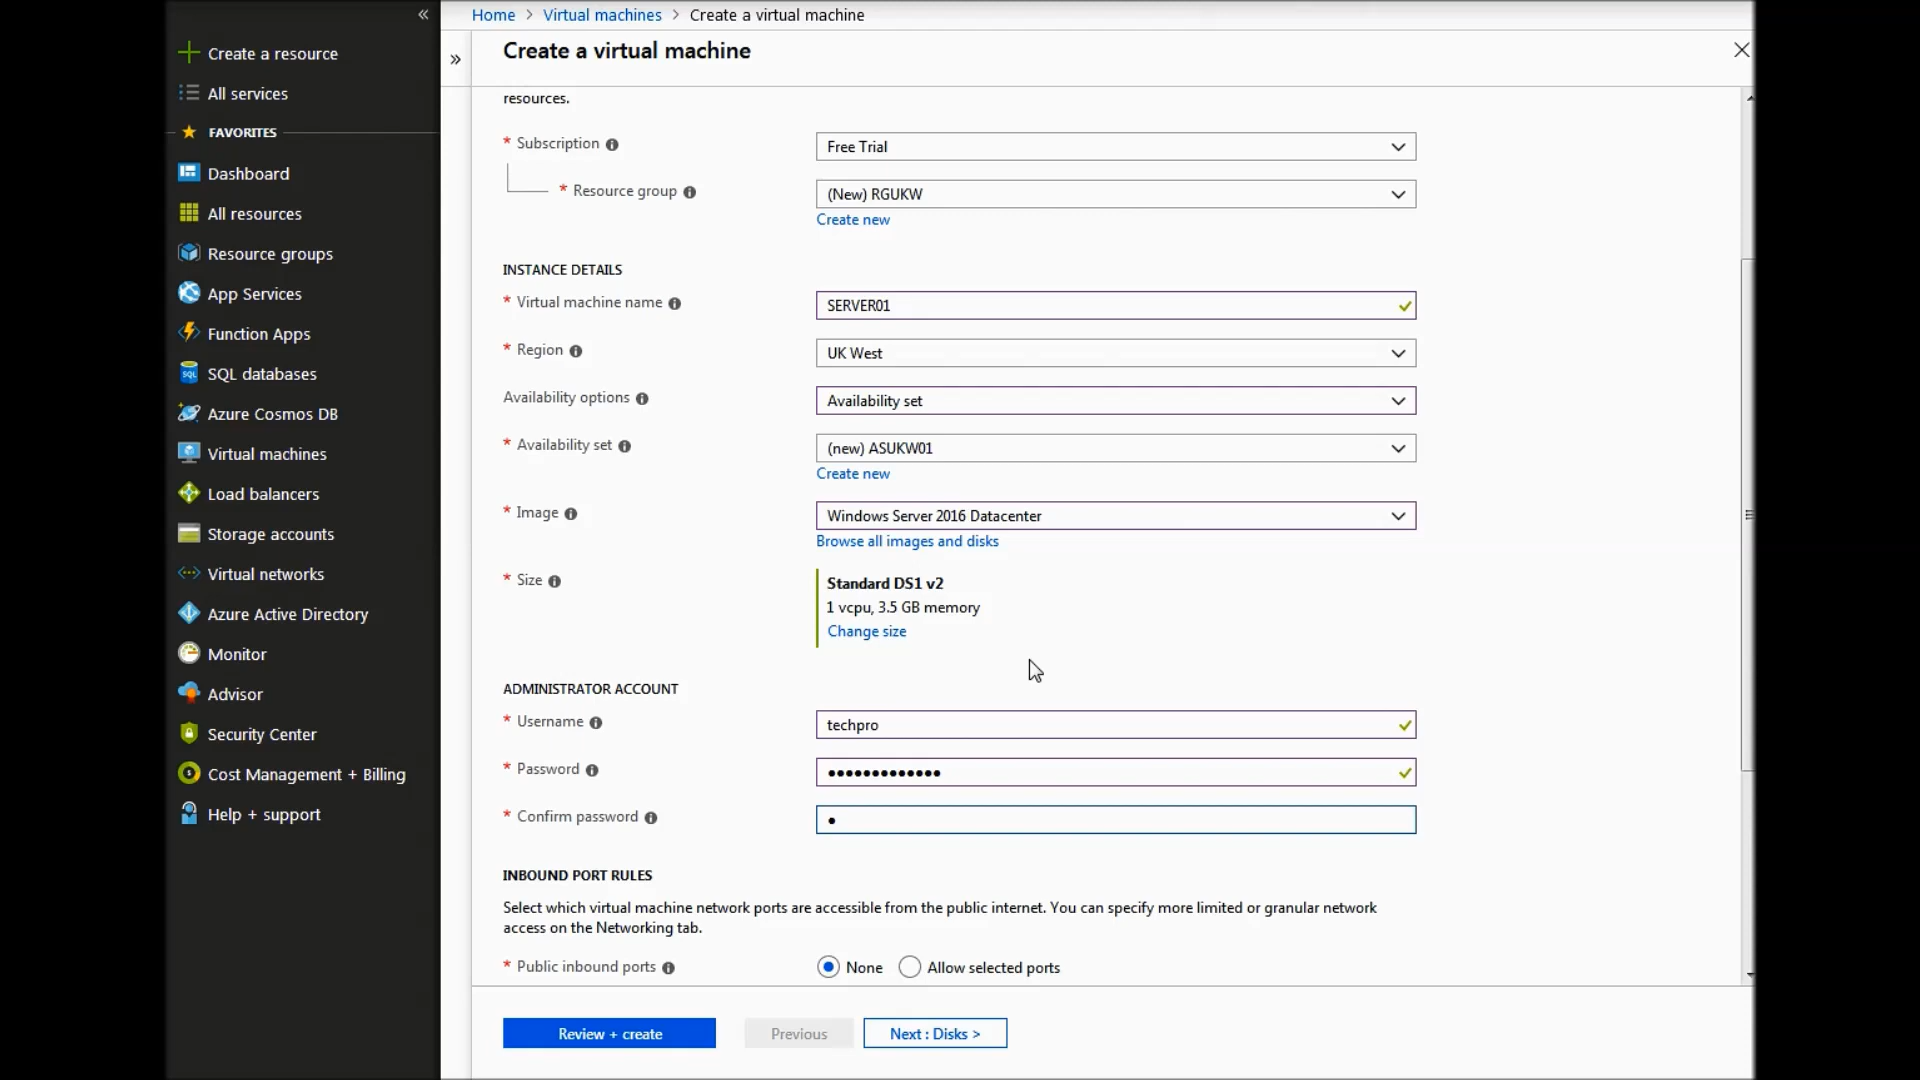 Home > Virtual machines > Create a virtual machine
«
Create a resource
All services
FAVORITES
Dashboard
All resources
Resource groups
App Services
Function Apps
SQL databases
Azure Cosmos DB
Virtual machines
Load balancers
Storage accounts
Virtual networks
Azure Active Directory
Monitor
Advisor
Security Center
Cost Management + Billing
Help + support
»
Create a virtual machine
resources.
* Subscription
Free Trial
* Resource group
(New) RGUKW
Create new
INSTANCE DETAILS
* Virtual machine name
SERVER01
* Region
UK West
Availability options
Availability set
* Availability set
(new) ASUKW01
Create new
* Image
Windows Server 2016 Datacenter
Browse all images and disks
* Size
Standard DS1 v2
1 vcpu, 3.5 GB memory
Change size
ADMINISTRATOR ACCOUNT
* Username
techpro
* Password
•••••••••••••
* Confirm password
•
INBOUND PORT RULES
Select which virtual machine network ports are accessible from the public internet. You can specify more limited or granular network
access on the Networking tab.
* Public inbound ports
None
Allow selected ports
Review + create
Previous
Next : Disks >